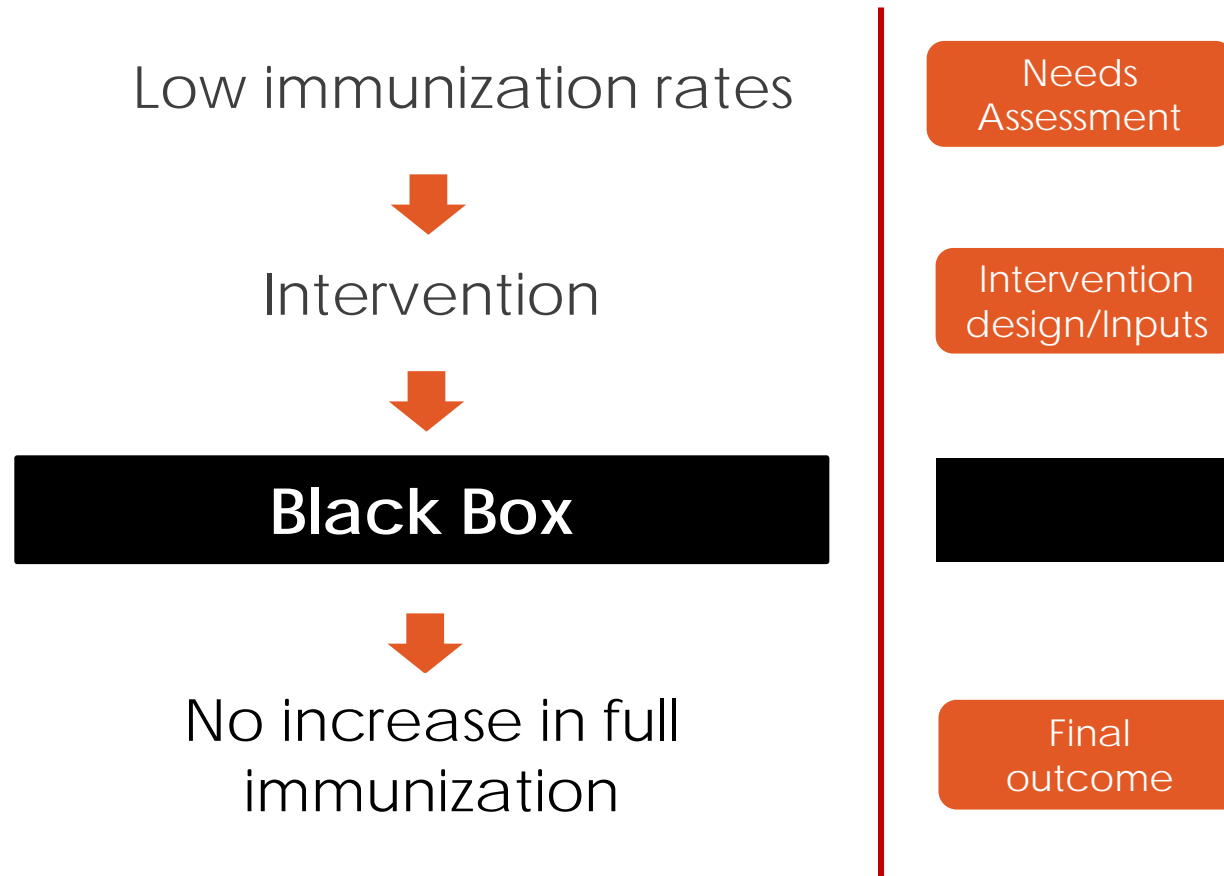 Low immunization rates
Needs
Assessment
Intervention
Intervention
design/Inputs
Black Box
No increase in full
immunization
Final
outcome